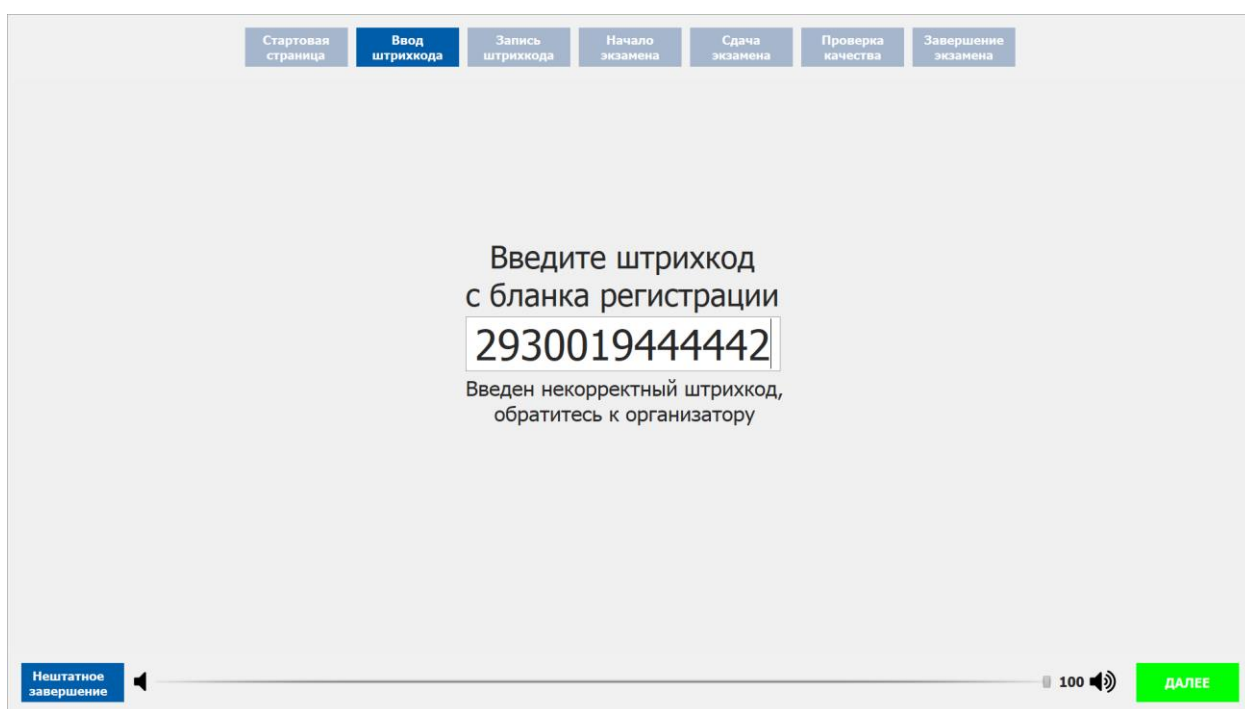 Стартовая
страница
Ввод
штрихкода
Запись
штрихкода
Начало
экзамена
Сдача
экзамена
Проверка
качества
Завершение
экзамена
Введите штрихкод
с бланка регистрации
2930019444442
Введен некорректный штрихкод,
обратитесь к организатору
Нештатное
завершение
100
ДАЛЕЕ